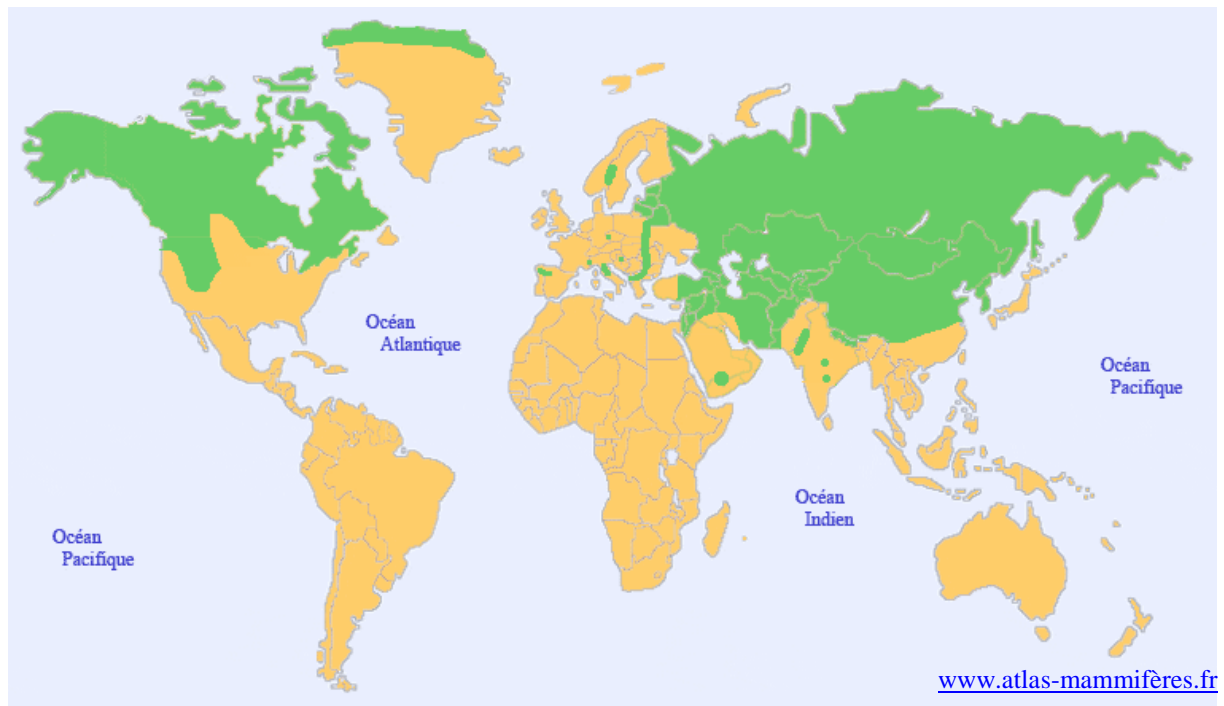 Océan
Atlantique
Océan
Pacifique
Océan
Indien
Océan
Pacifique
www.atlas-mammifères.fr